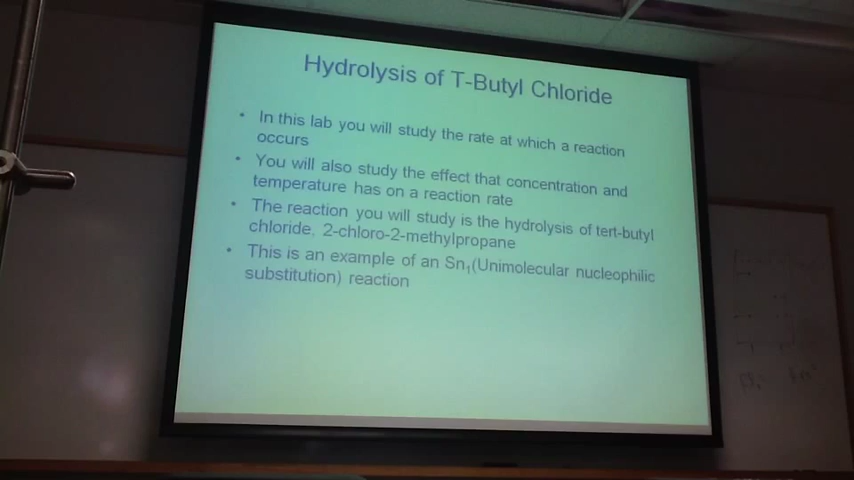 Hydrolysis of T-Butyl Chloride
• In this lab you will study the rate at which a reaction
occurs
• You will also study the effect that concentration and
temperature has on a reaction rate
• The reaction you will study is the hydrolysis of tert-butyl
chloride, 2-chloro-2-methylpropane
• This is an example of an Sn₁(Unimolecular nucleophilic
substitution) reaction